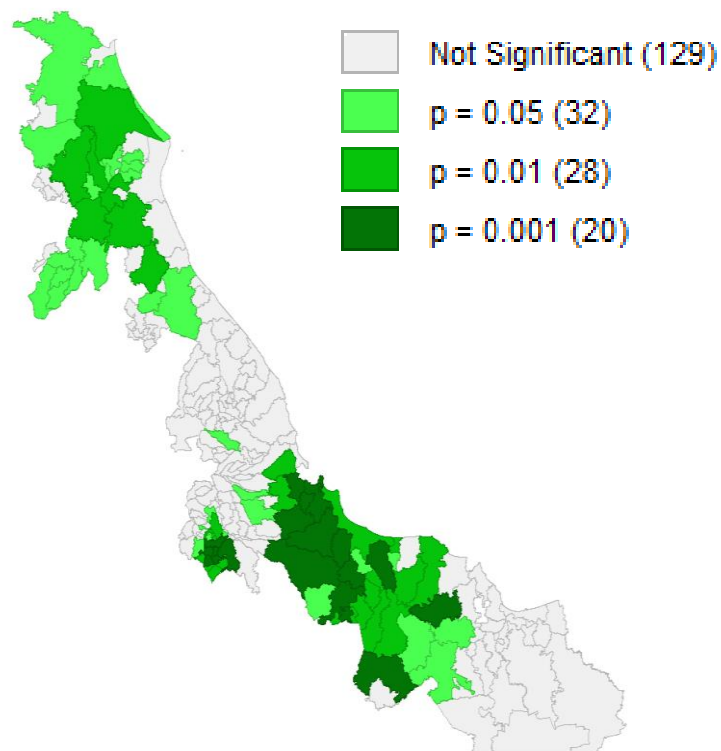 Not Significant (129)
p = 0.05 (32)
p = 0.01 (28)
p = 0.001 (20)